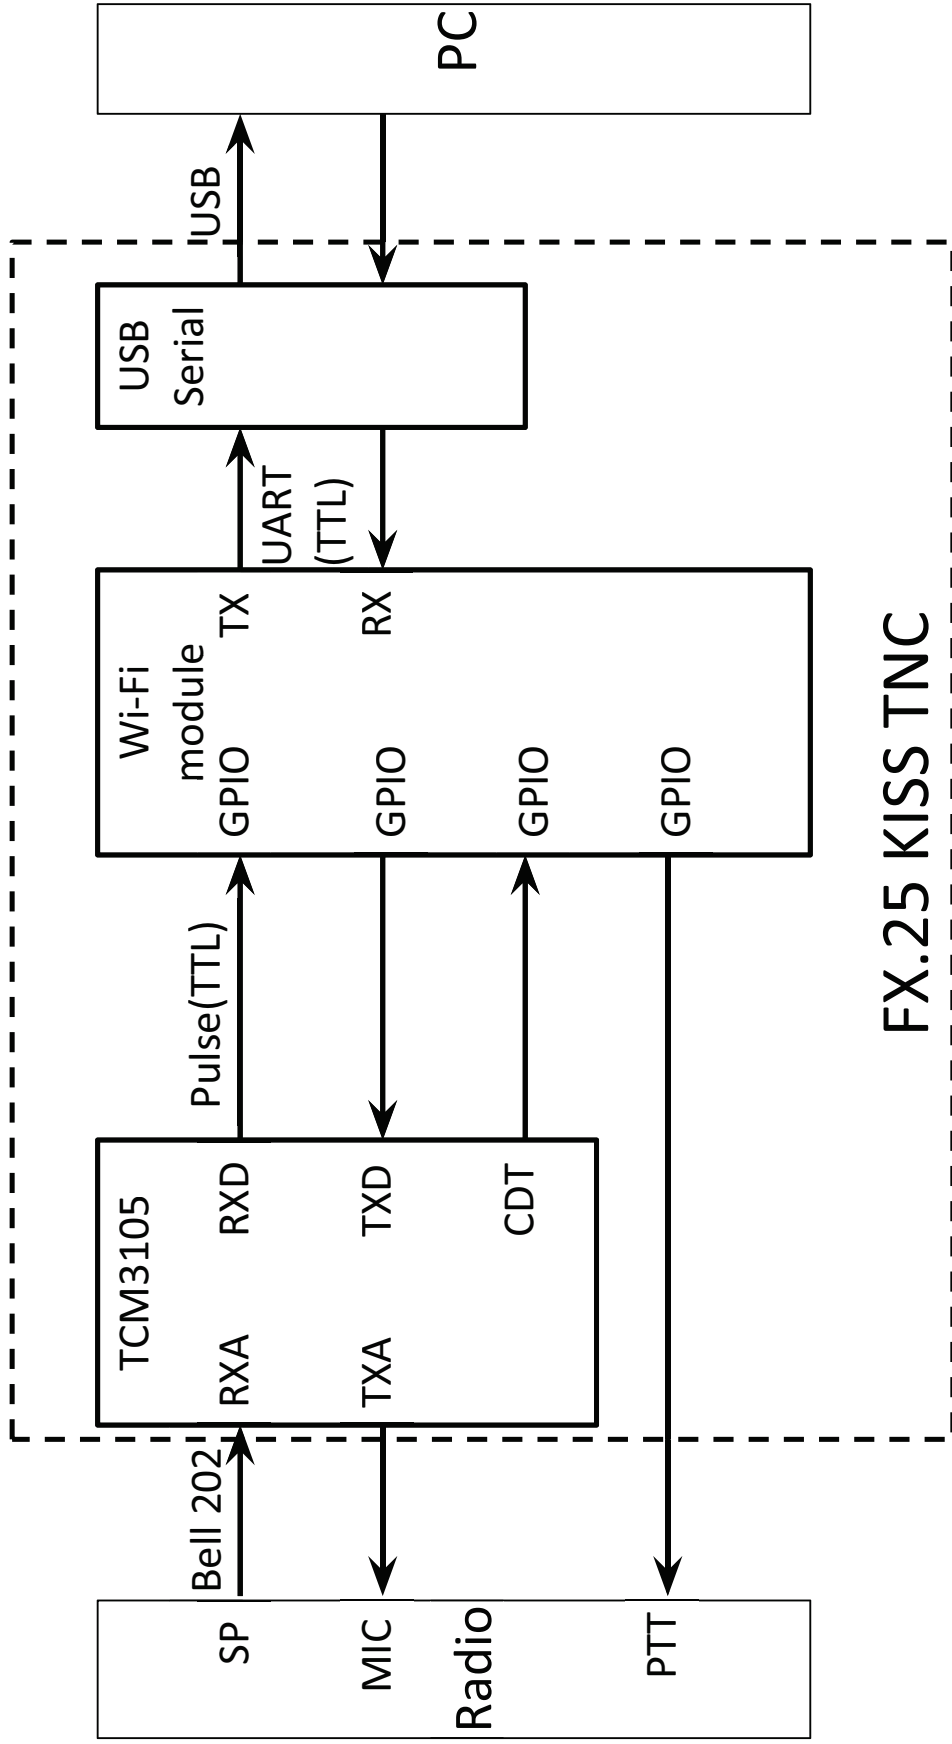 Radio
SP
MIC
PTT
Bell 202
TCM3105
RXA
RXD
TXA
TXD
CDT
Pulse(TTL)
Wi-Fi
module
GPIO
TX
GPIO
RX
GPIO
GPIO
UART
(TTL)
USB
Serial
USB
PC
FX.25 KISS TNC